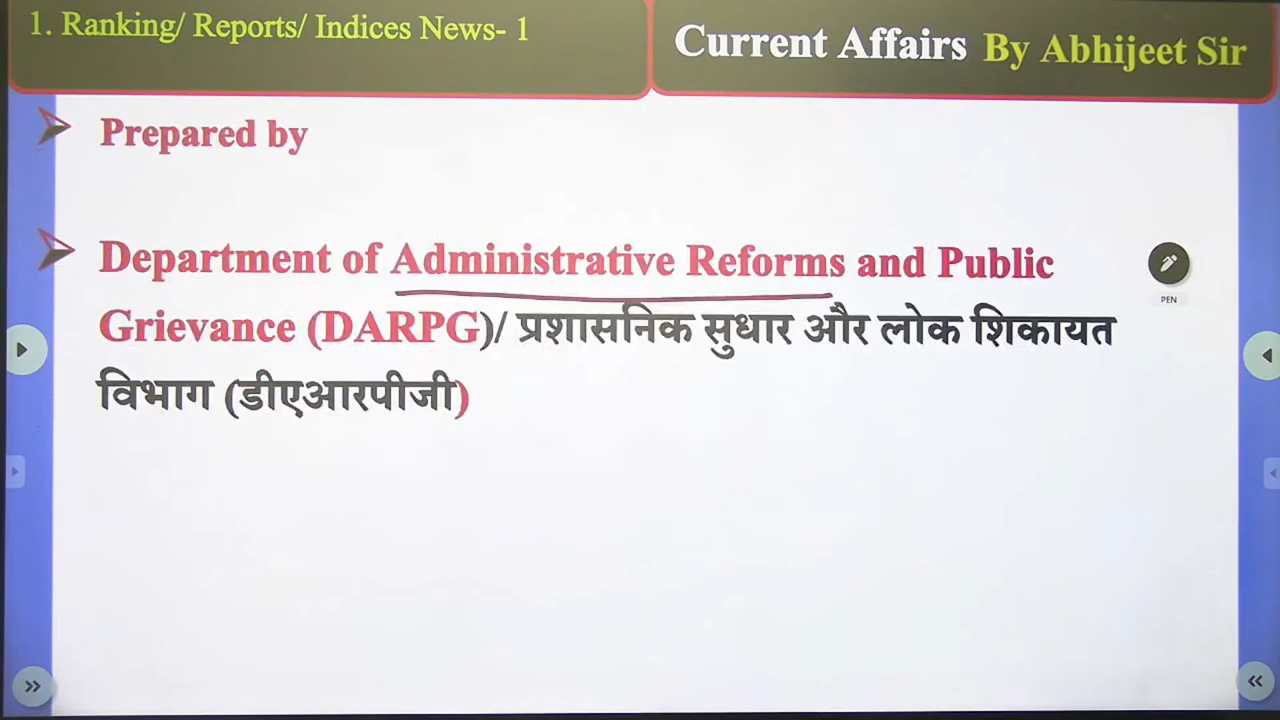 1. Ranking/ Reports/ Indices News- 1
Current Affairs By Abhijeet Sir
Prepared by
Department of Administrative Reforms and Public
Grievance (DARPG)/ प्रशासनिक सुधार और लोक शिकायत
विभाग (डीएआरपीजी)
PEN